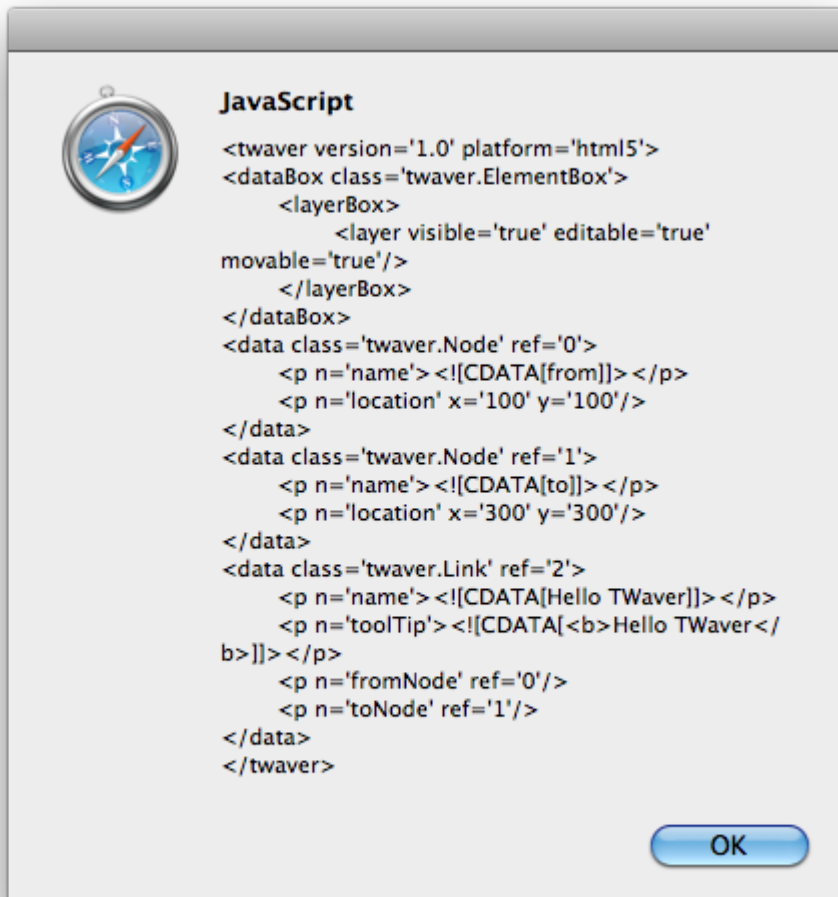 JavaScript
<twaver version='1.0' platform='html5'>
<dataBox class='twaver.ElementBox'>
<layerBox>
<layer visible='true' editable='true'
movable='true'/>
</layerBox>
</dataBox>
<data class='twaver.Node' ref='0'>
<p n='name'><![CDATA[from]]></p>
<p n='location' x='100' y='100'/>
</data>
<data class='twaver.Node' ref='1'>
<p n='name'><![CDATA[to]]></p>
<p n='location' x='300' y='300'/>
</data>
<data class='twaver.Link' ref='2'>
<p n='name'><![CDATA[Hello TWaver]]></p>
<p n='toolTip'><![CDATA[<b>Hello TWaver</
b>]]></p>
<p n='fromNode' ref='0'/>
<p n='toNode' ref='1'/>
</data>
</twaver>
OK